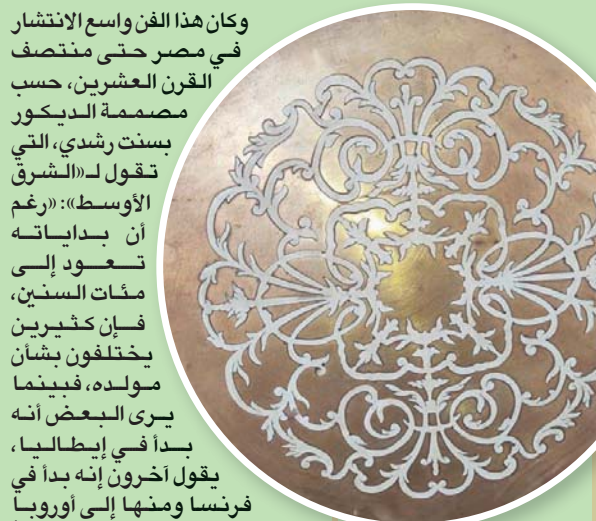 وكان هذا الفن واسع الانتشار
في مصر حتى منتصف
القرن العشرين، حسب
مصممة الديكور
بسنت رشدي، التي
تقول لـ«الشرق
الأوسط»: «رغم
أن بداياته
تعود إلى
مئات السنين،
فإن كثيرين
يختلفون بشأن
مولده، فبينما
يرى البعض أنه
بدأ في إيطاليا،
يقول آخرون إنه بدأ في
فرنسا ومنها إلى أوروبا